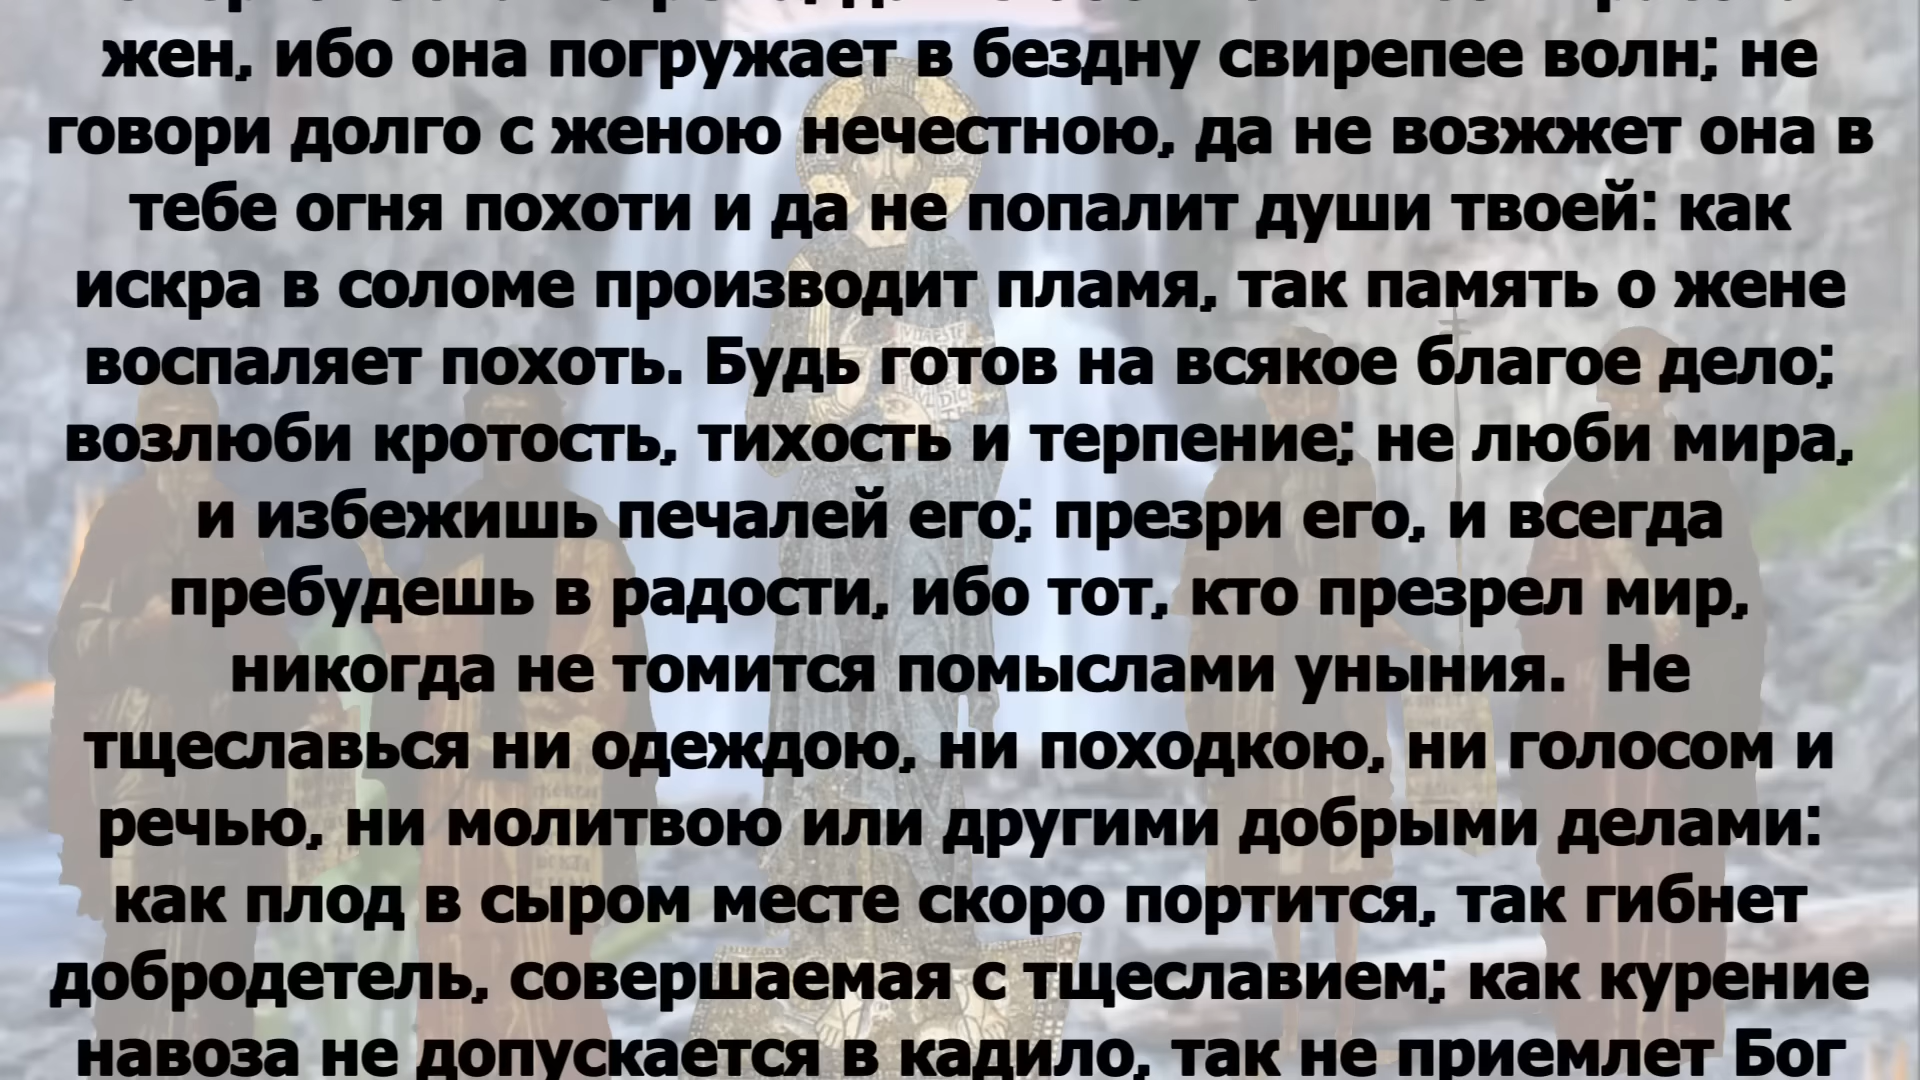 жен, ибо она погружает в бездну свирепее волн; не
говори долго с женою нечестною, да не возжжет она в
тебе огня похоти и да не попалит души твоей: как
искра в соломе производит пламя, так память о жене
воспаляет похоть. Будь готов на всякое благое дело;
возлюби кротость, тихость и терпение; не люби мира,
и избежишь печалей его; презри его, и всегда
пребудешь в радости, ибо тот, кто презрел мир,
никогда не томится помыслами уныния. Не
тщеславься ни одеждою, ни походкою, ни голосом и
речью, ни молитвою или другими добрыми делами:
как плод в сыром месте скоро портится, так гибнет
добродетель, совершаемая с тщеславием; как курение
навоза не допускается в кадило, так не приемлет Бог